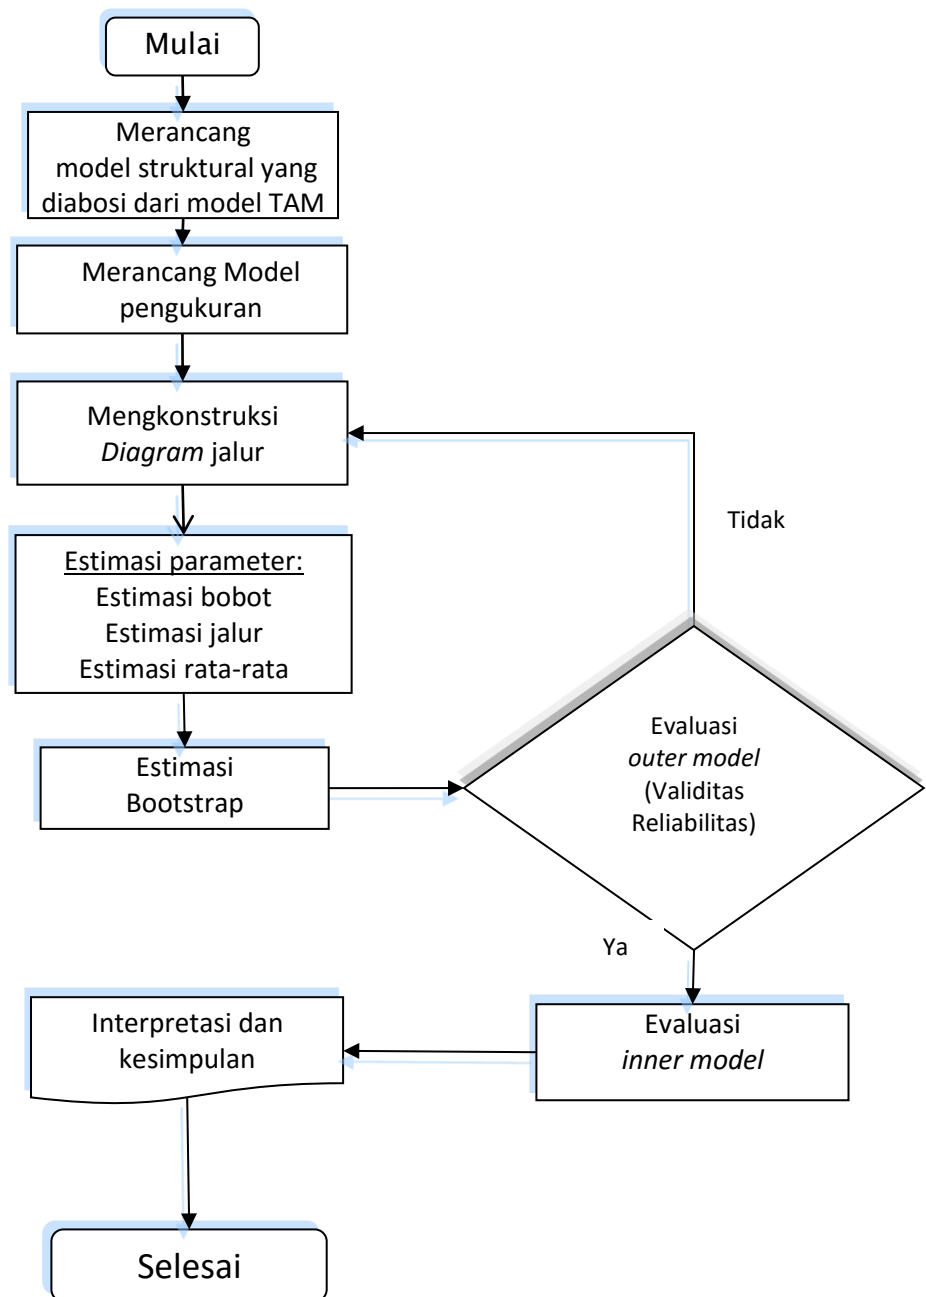 Mulai
Merancang
model struktural yang
diabosi dari model TAM
Merancang Model
pengukuran
Mengkonstruksi
Diagram jalur
Tidak
Estimasi parameter:
Estimasi bobot
Estimasi jalur
Estimasi rata-rata
Estimasi
Bootstrap
Evaluasi
outer model
(Validitas
Reliabilitas)
Ya
Evaluasi
inner model
Interpretasi dan
kesimpulan
Selesai